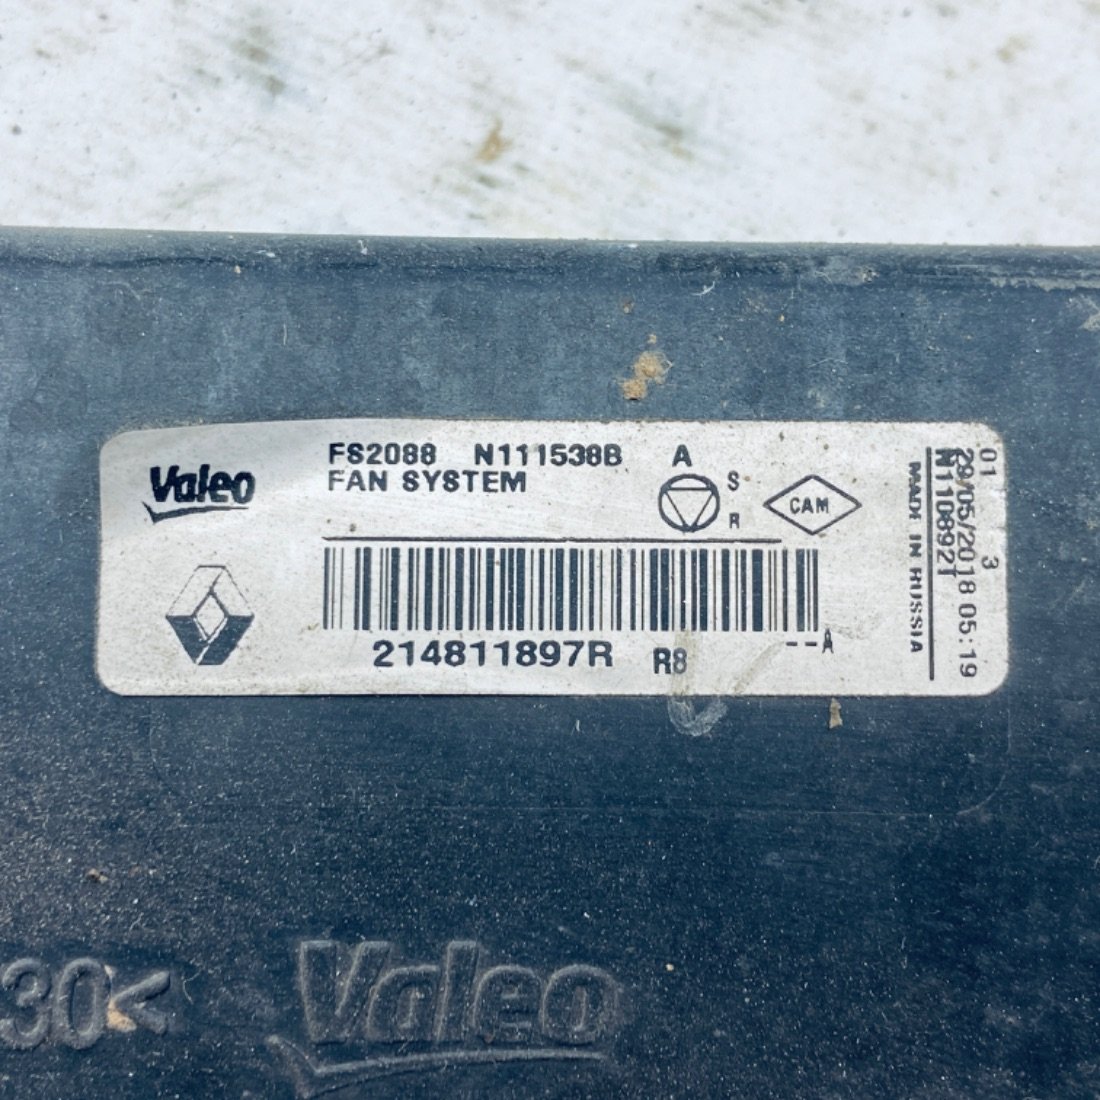 Valeo
FS2088 N111538B A
FAN SYSTEM
S
R
CAM
214811897R R8 --A
01 3
29/05/2018 05:19
N110892T
MADE IN RUSSIA
30<
Valeo